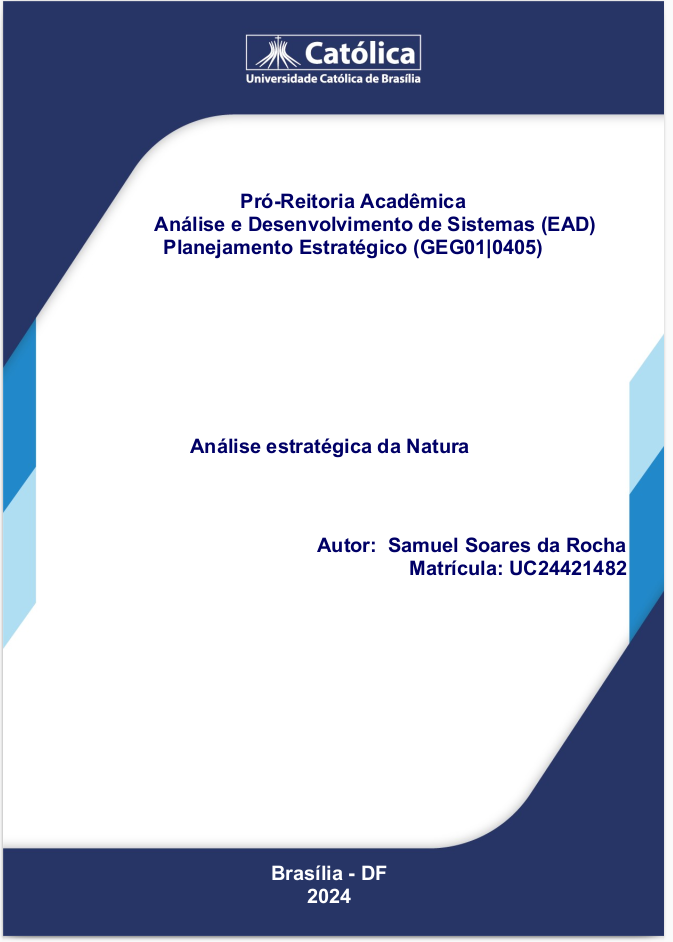 Católica
Universidade Católica de Brasília
Pró-Reitoria Acadêmica
Análise e Desenvolvimento de Sistemas (EAD)
Planejamento Estratégico (GEG01|0405)
Análise estratégica da Natura
Autor:  Samuel Soares da Rocha
Matrícula: UC24421482
Brasília - DF
2024